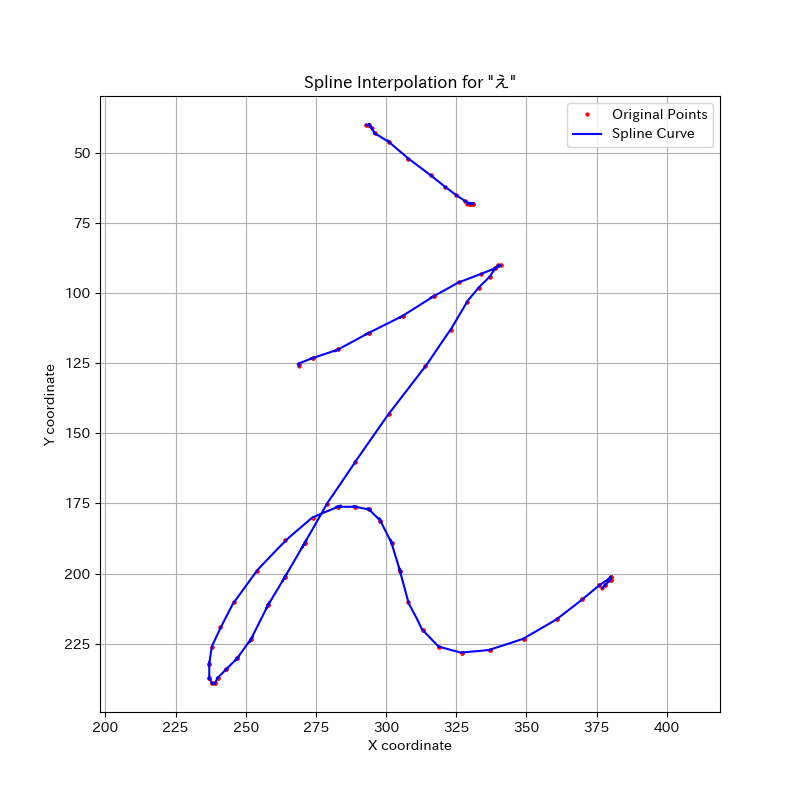 Spline Interpolation for "え"
Original Points
Spline Curve
50
75
100
125
150
175
200
225
Y coordinate
200 225 250 275 300 325 350 375 400
X coordinate